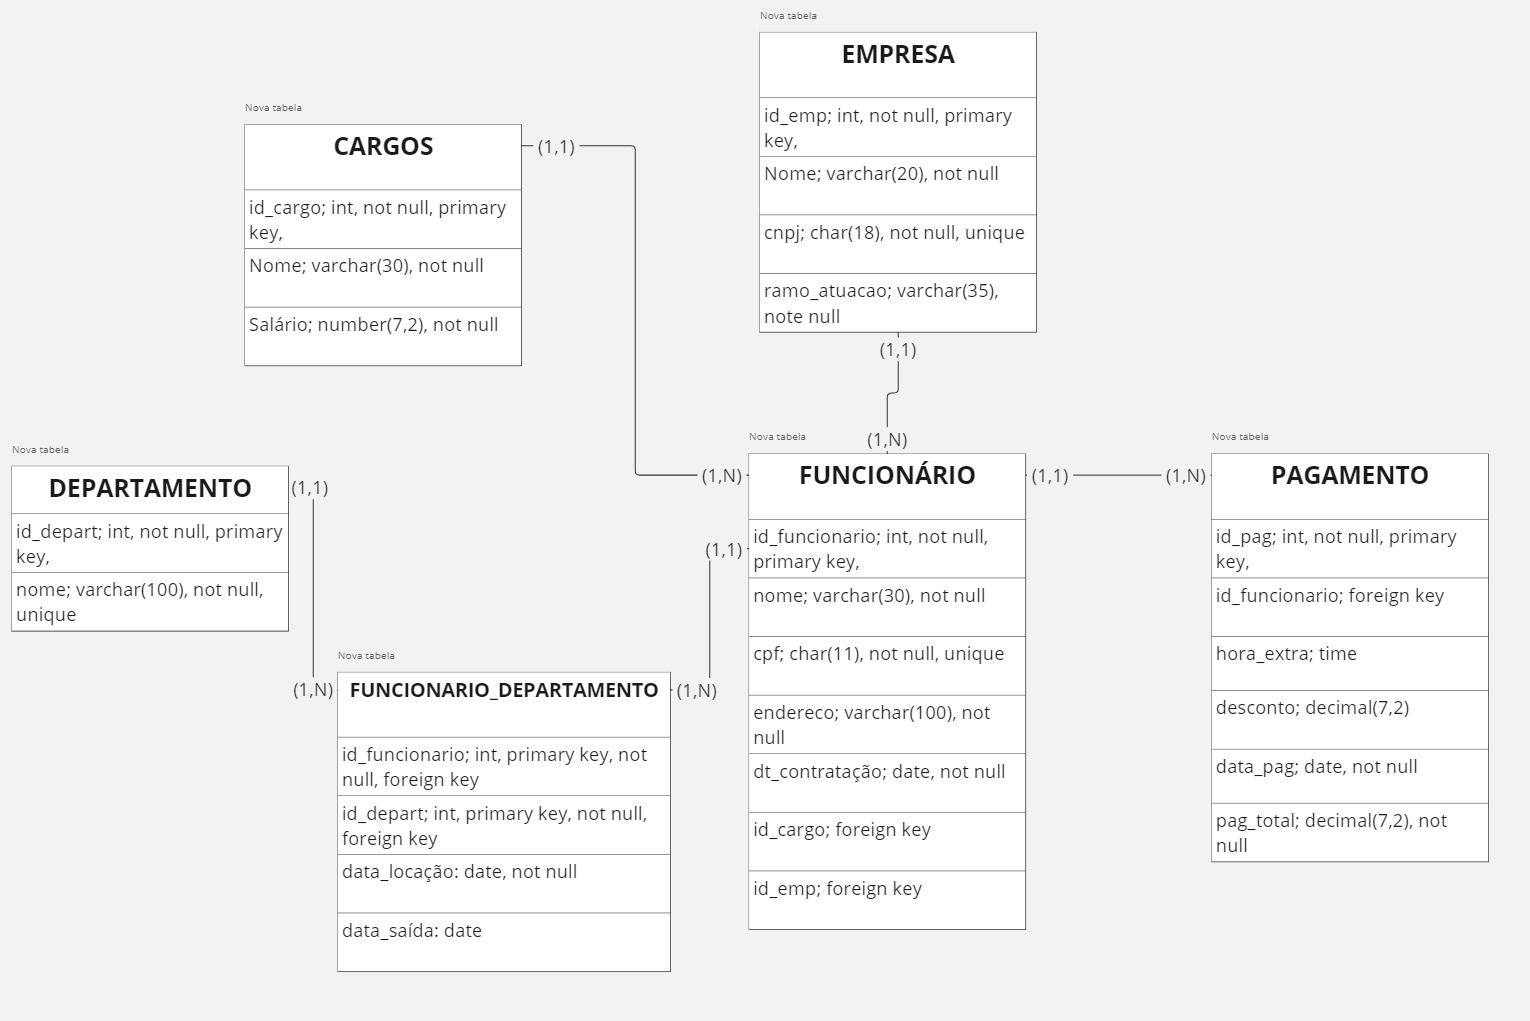 Nova tabela
EMPRESA
id_emp; int, not null, primary
key,
Nome; varchar(20), not null
cnpj; char(18), not null, unique
ramo_atuacao; varchar(35),
note null
(1,1)
(1,N)
Nova tabela
CARGOS
(1,1)
id_cargo; int, not null, primary
key,
Nome; varchar(30), not null
Salário; number(7,2), not null
Nova tabela
DEPARTAMENTO
(1,1)
id_depart; int, not null, primary
key,
nome; varchar(100), not null,
unique
(1,N)
Nova tabela
FUNCIONARIO_DEPARTAMENTO
(1,N)
id_funcionario; int, primary key, not
null, foreign key
id_depart; int, primary key, not null,
foreign key
data_locação: date, not null
data_saída: date
(1,N)
(1,1)
Nova tabela
FUNCIONÁRIO
(1,1)
id_funcionario; int, not null,
primary key,
nome; varchar(30), not null
cpf; char(11), not null, unique
endereco; varchar(100), not
null
dt_contratação; date, not null
id_cargo; foreign key
id_emp; foreign key
(1,N)
Nova tabela
PAGAMENTO
id_pag; int, not null, primary
key,
id_funcionario; foreign key
hora_extra; time
desconto; decimal(7,2)
data_pag; date, not null
pag_total; decimal(7,2), not
null